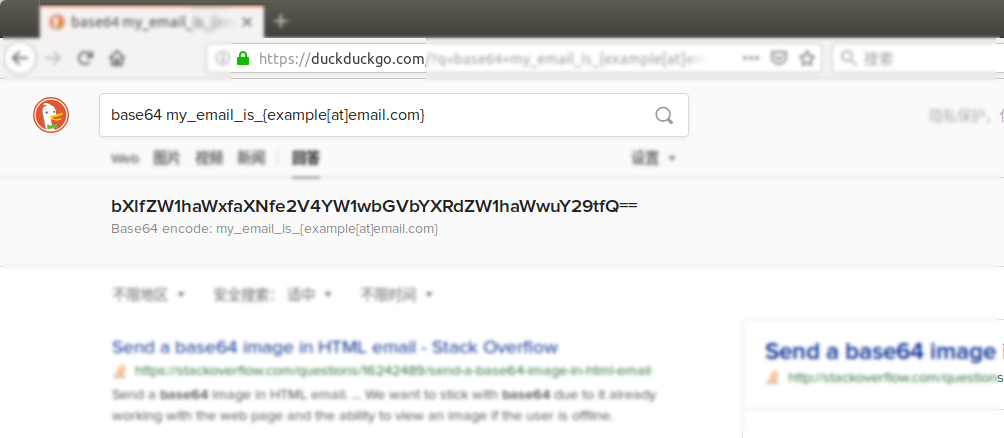 base64 my_email_is_
https://duckduckgo.com/?q=base64+my_email_is_{example[at]em
搜索
base64 my_email_is_{example[at]email.com}
隐私保护，
Web 图片 视频 新闻 回答 设置
bXlfZW1haWxfaXNfe2V4YW1wbGVbYXRdZW1haWwuY29tfQ==
Base64 encode: my_email_is_{example[at]email.com}
不限地区 安全搜索： 适中 不限时间
Send a base64 image in HTML email - Stack Overflow
https://stackoverflow.com/questions/16242489/send-a-base64-image-in-html-email
Send a base64 image in HTML email. ... We want to stick with base64 due to it already
working with the web page and the ability to view an image if the user is offline.
Send a base64 image
http://stackoverflow.com/questions